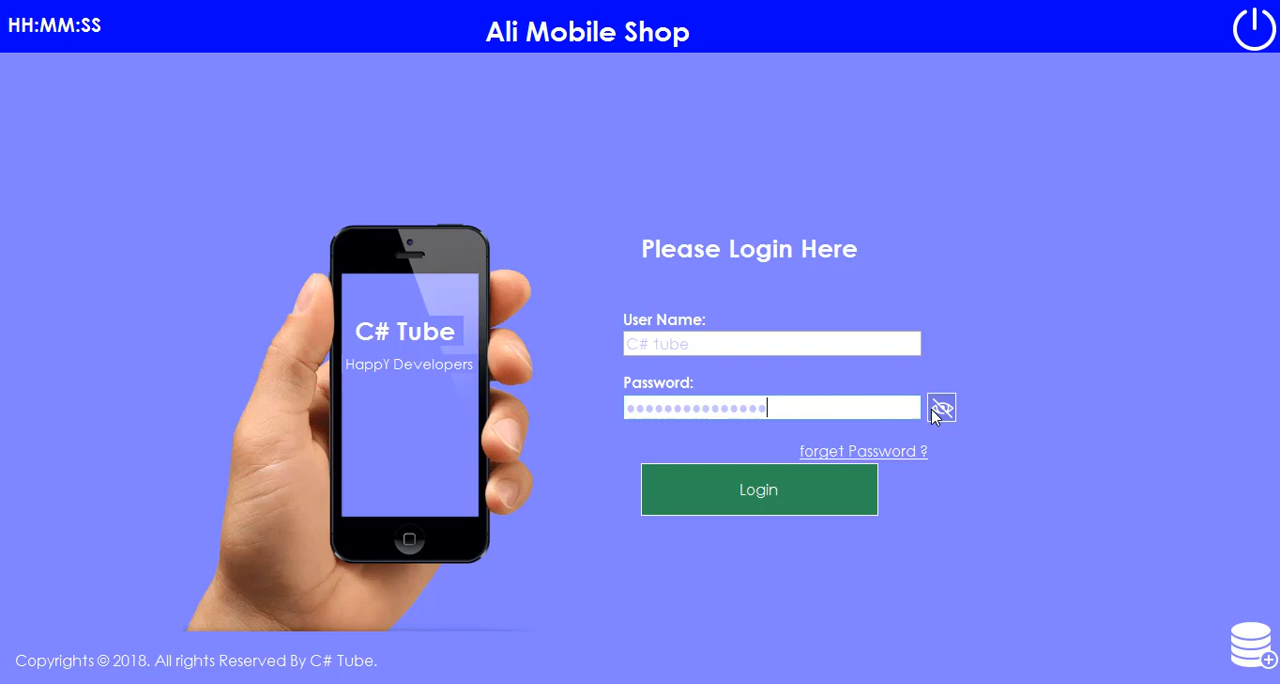 HH:MM:SS
Ali Mobile Shop
C# Tube
HappY Developers
Please Login Here
User Name:
C# tube
Password:
forget Password ?
Login
Copyrights © 2018. All rights Reserved By C# Tube.